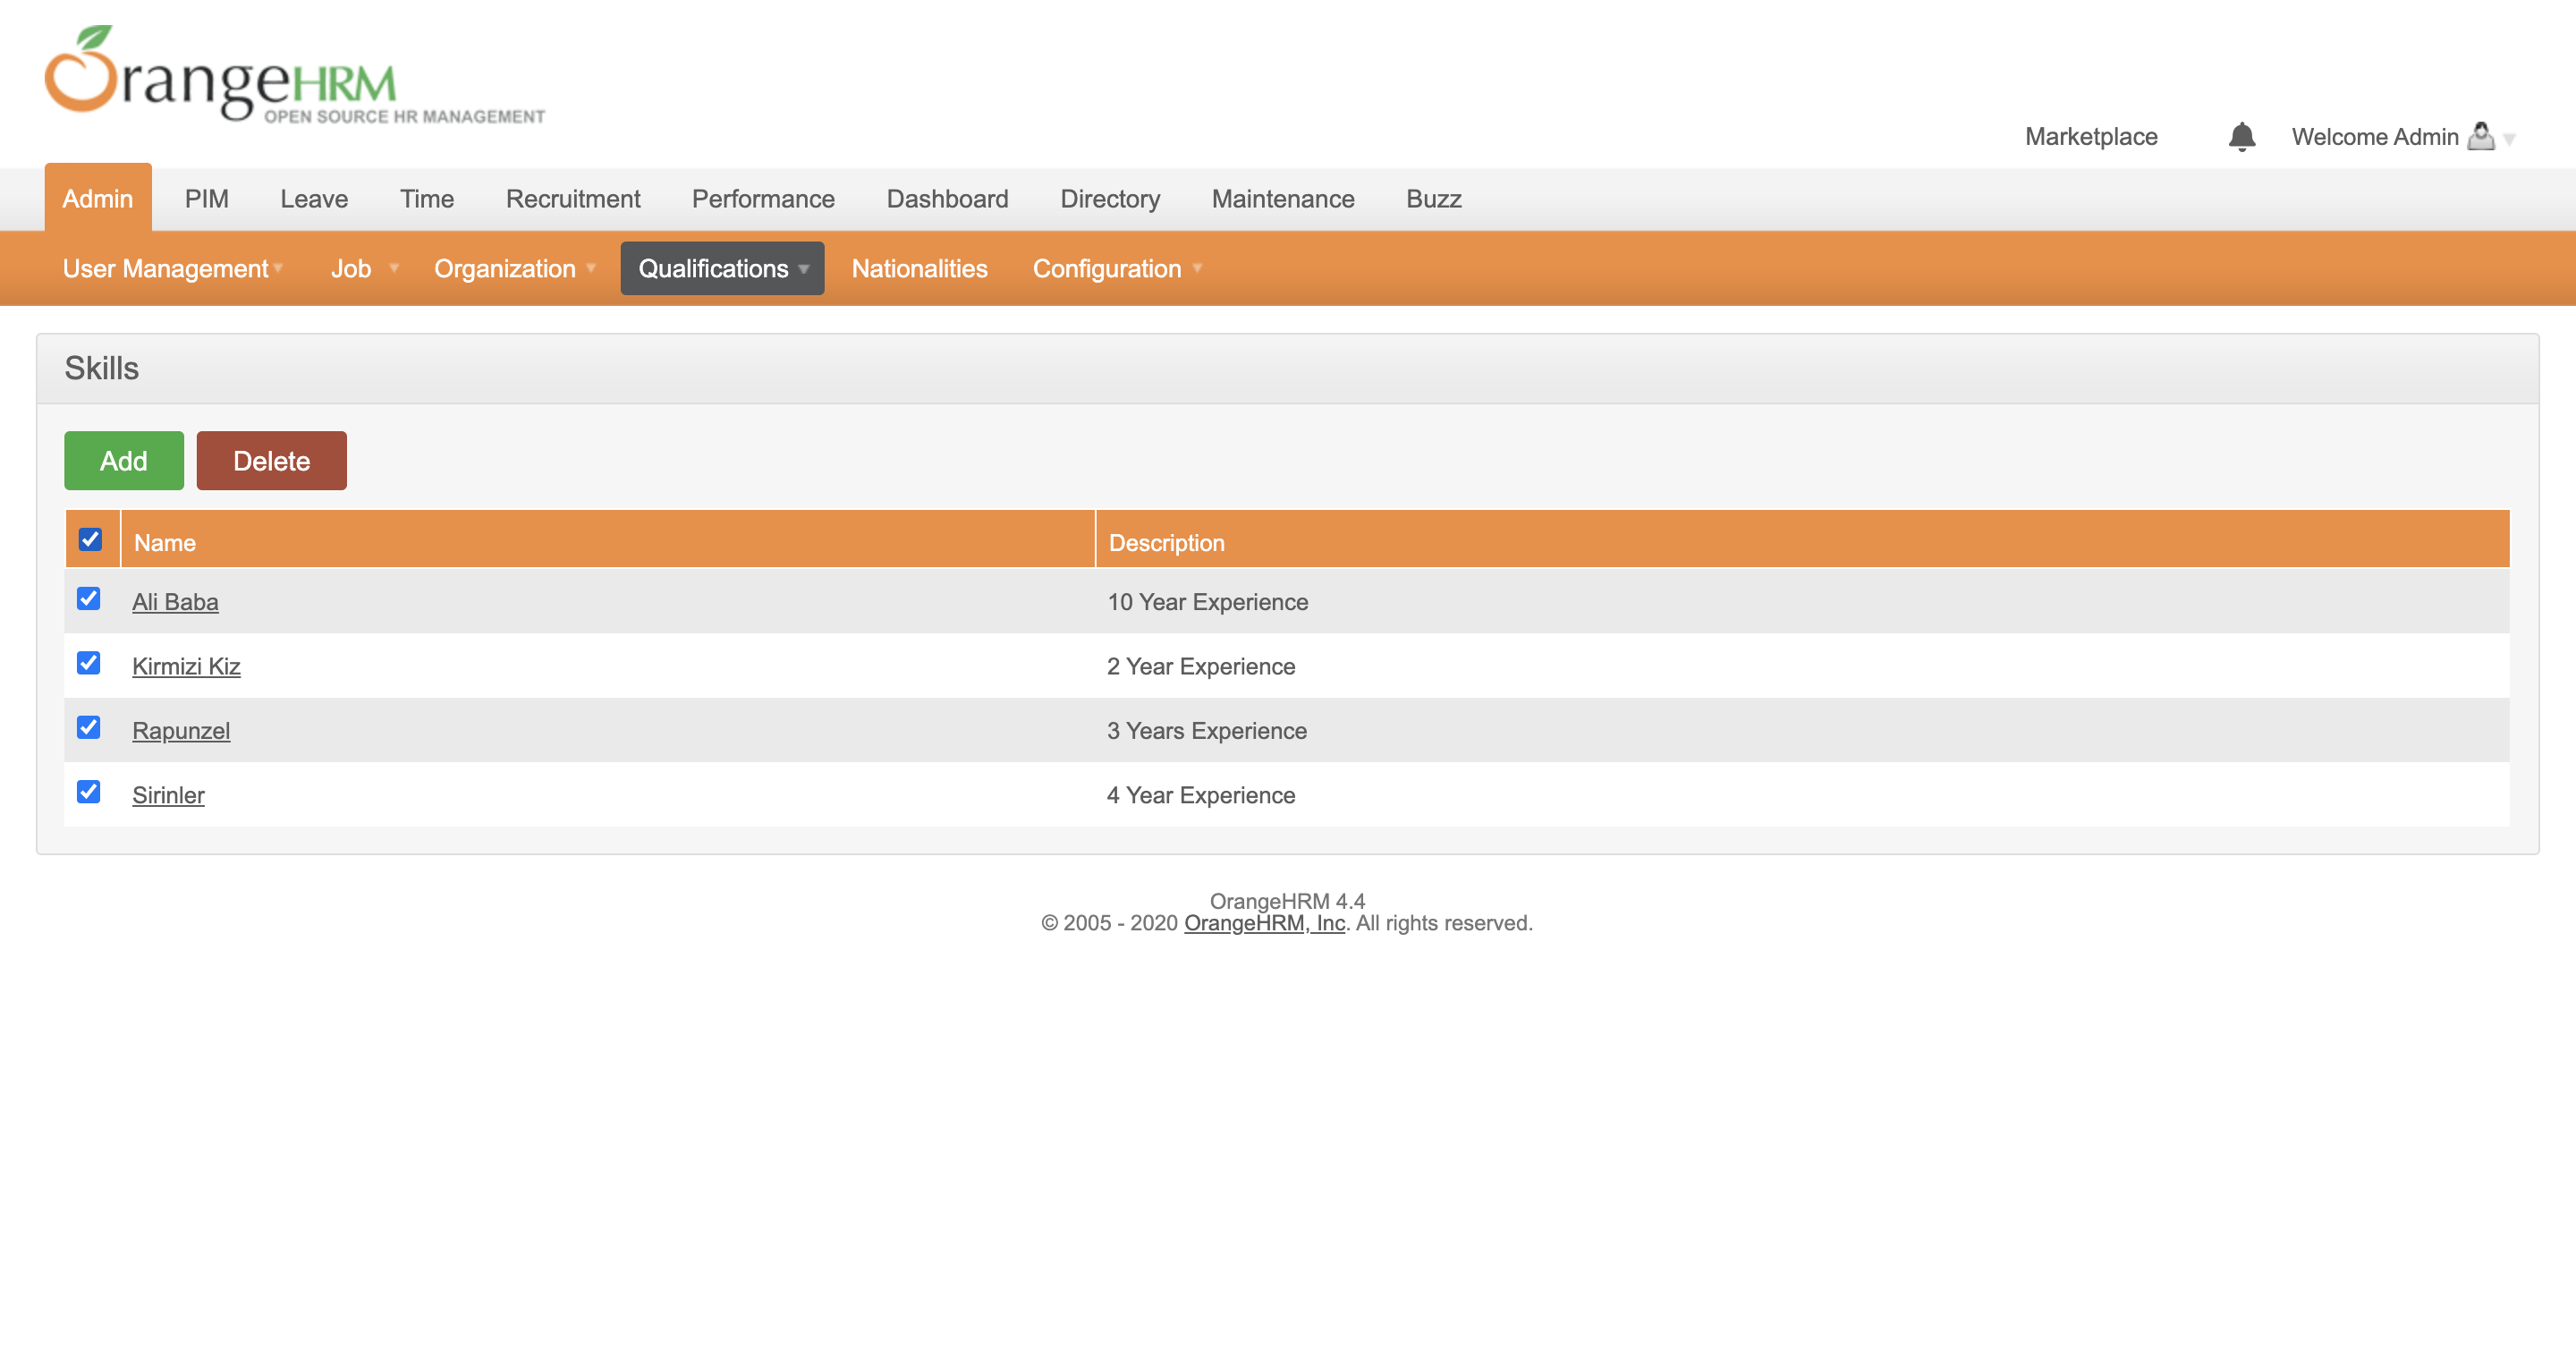 OrangeHRM
OPEN SOURCE HR MANAGEMENT
Marketplace Welcome Admin
Admin PIM Leave Time Recruitment Performance Dashboard Directory Maintenance Buzz
User Management Job Organization Qualifications Nationalities Configuration
Skills
Add Delete
Name Description
Ali Baba 10 Year Experience
Kirmizi Kiz 2 Year Experience
Rapunzel 3 Years Experience
Sirinler 4 Year Experience
OrangeHRM 4.4
© 2005 - 2020 OrangeHRM, Inc. All rights reserved.